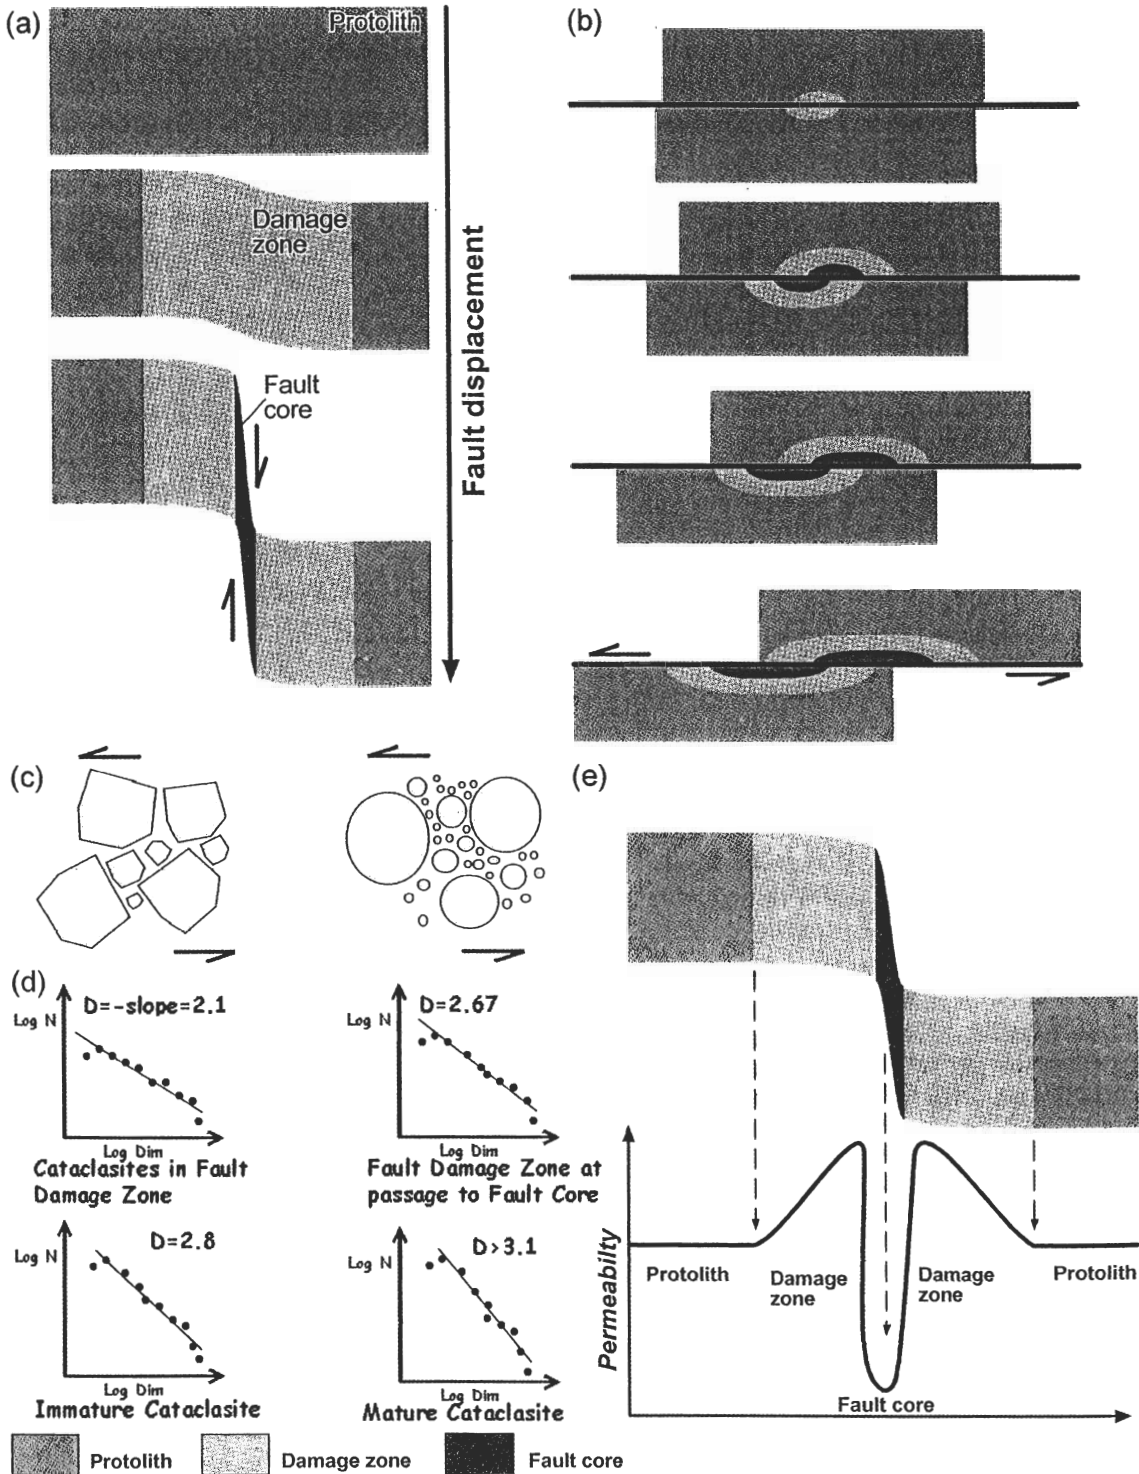 (a)
Protolith
Damage
zone
Fault
core
Fault displacement
(b)
(c)
(d)
D=-slope=2.1
Log N
Log Dim
Cataclasites in Fault
Damage Zone
D=2.67
Log N
Log Dim
Fault Damage Zone at
passage to Fault Core
D=2.8
Log N
Log Dim
Immature Cataclasite
D>3.1
Log N
Log Dim
Mature Cataclasite
(e)
Permeabilty
Protolith
Damage
zone
Damage
zone
Protolith
Fault core
Protolith
Damage zone
Fault core